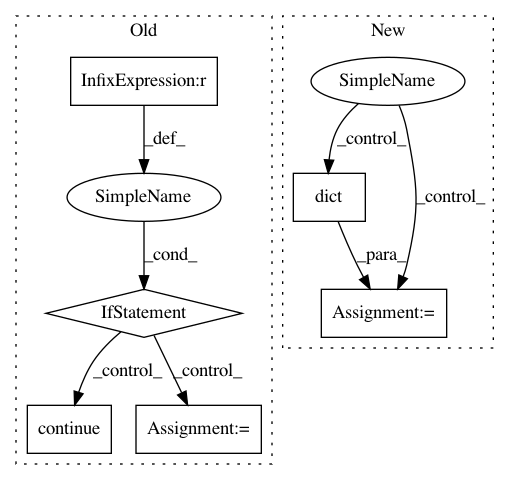 Old
InfixExpression:r
_def_
SimpleName
_cond_
IfStatement
_control_
_control_
continue
Assignment:=
New
SimpleName
_control_
_control_
dict
_para_
Assignment:=